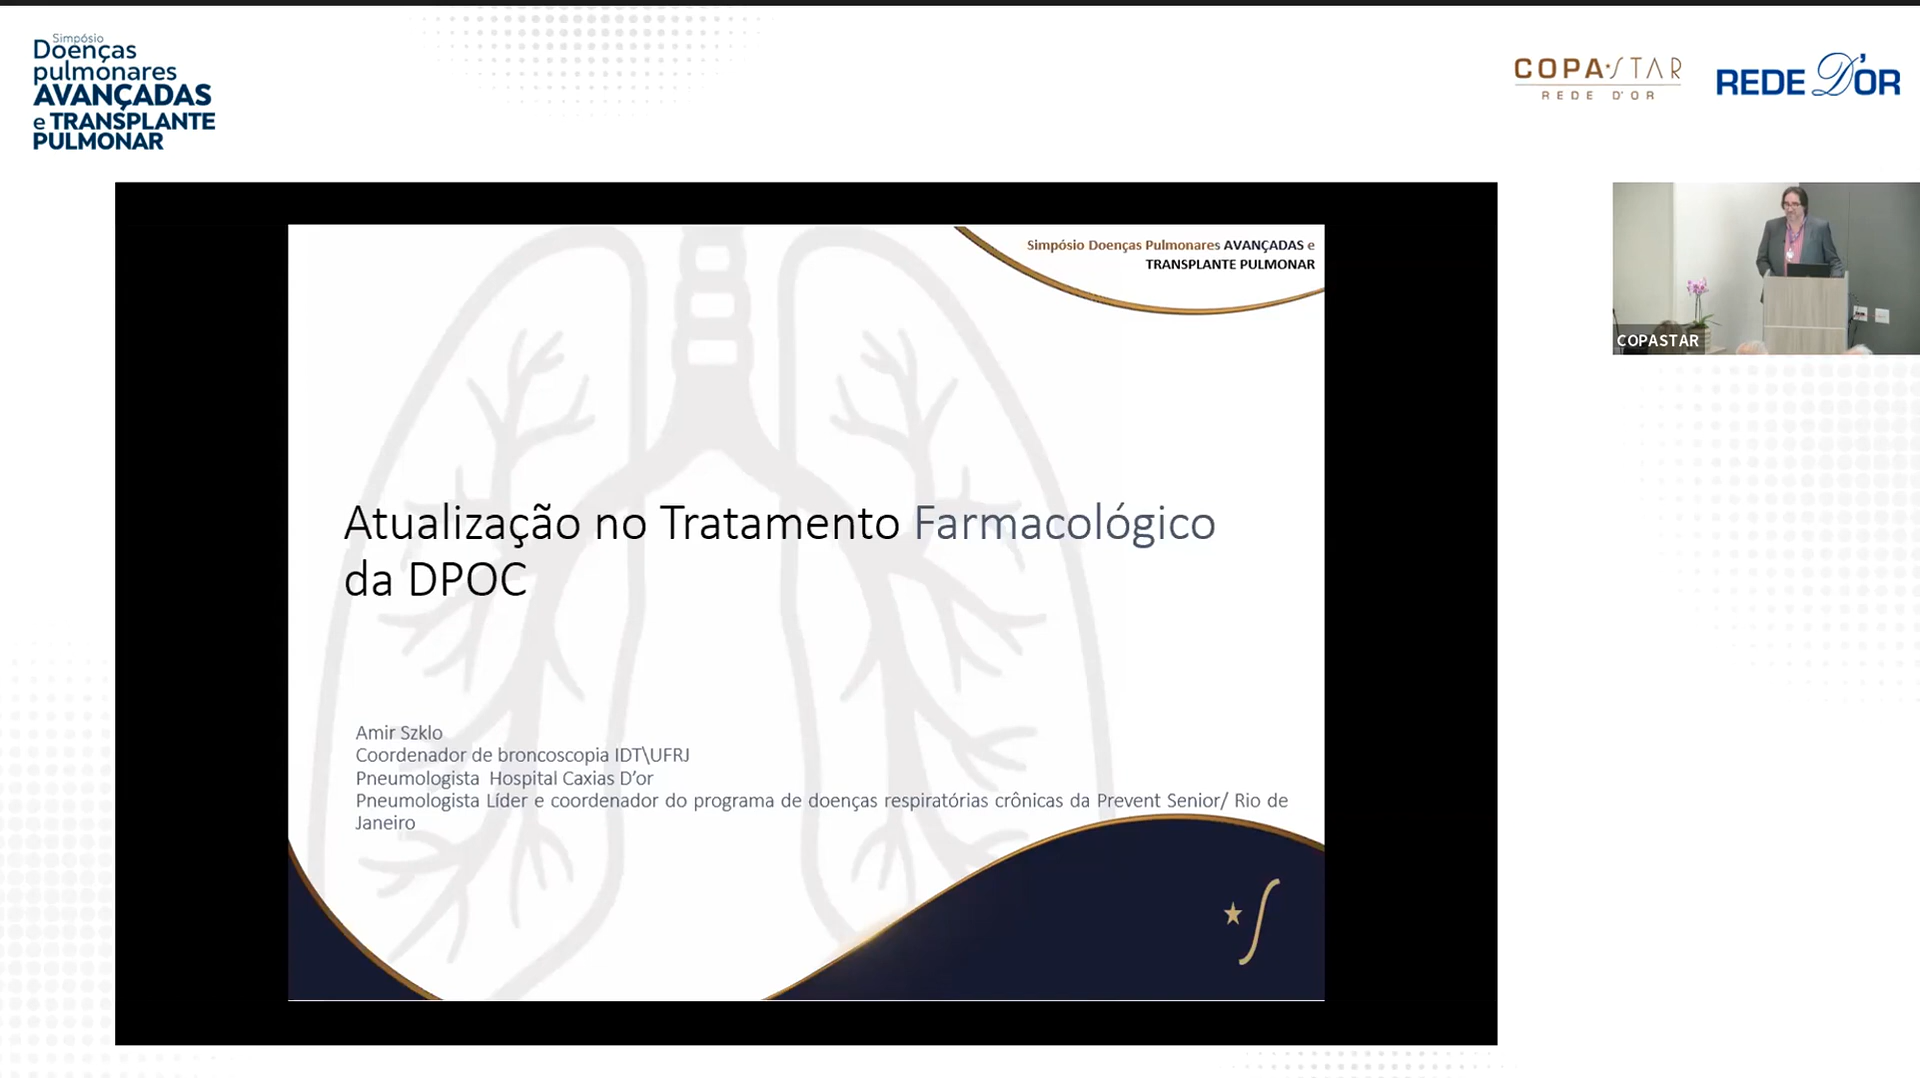 Simpósio
Doenças
pulmonares
AVANÇADAS
e TRANSPLANTE
PULMONAR
COPA STAR
REDE D'OR
REDE D'OR
Simpósio Doenças Pulmonares AVANÇADAS e
TRANSPLANTE PULMONAR
Atualização no Tratamento Farmacológico
da DPOC
Amir Szklo
Coordenador de broncoscopia IDT\UFRJ
Pneumologista Hospital Caxias D’or
Pneumologista Líder e coordenador do programa de doenças respiratórias crônicas da Prevent Senior/ Rio de
Janeiro
COPASTAR